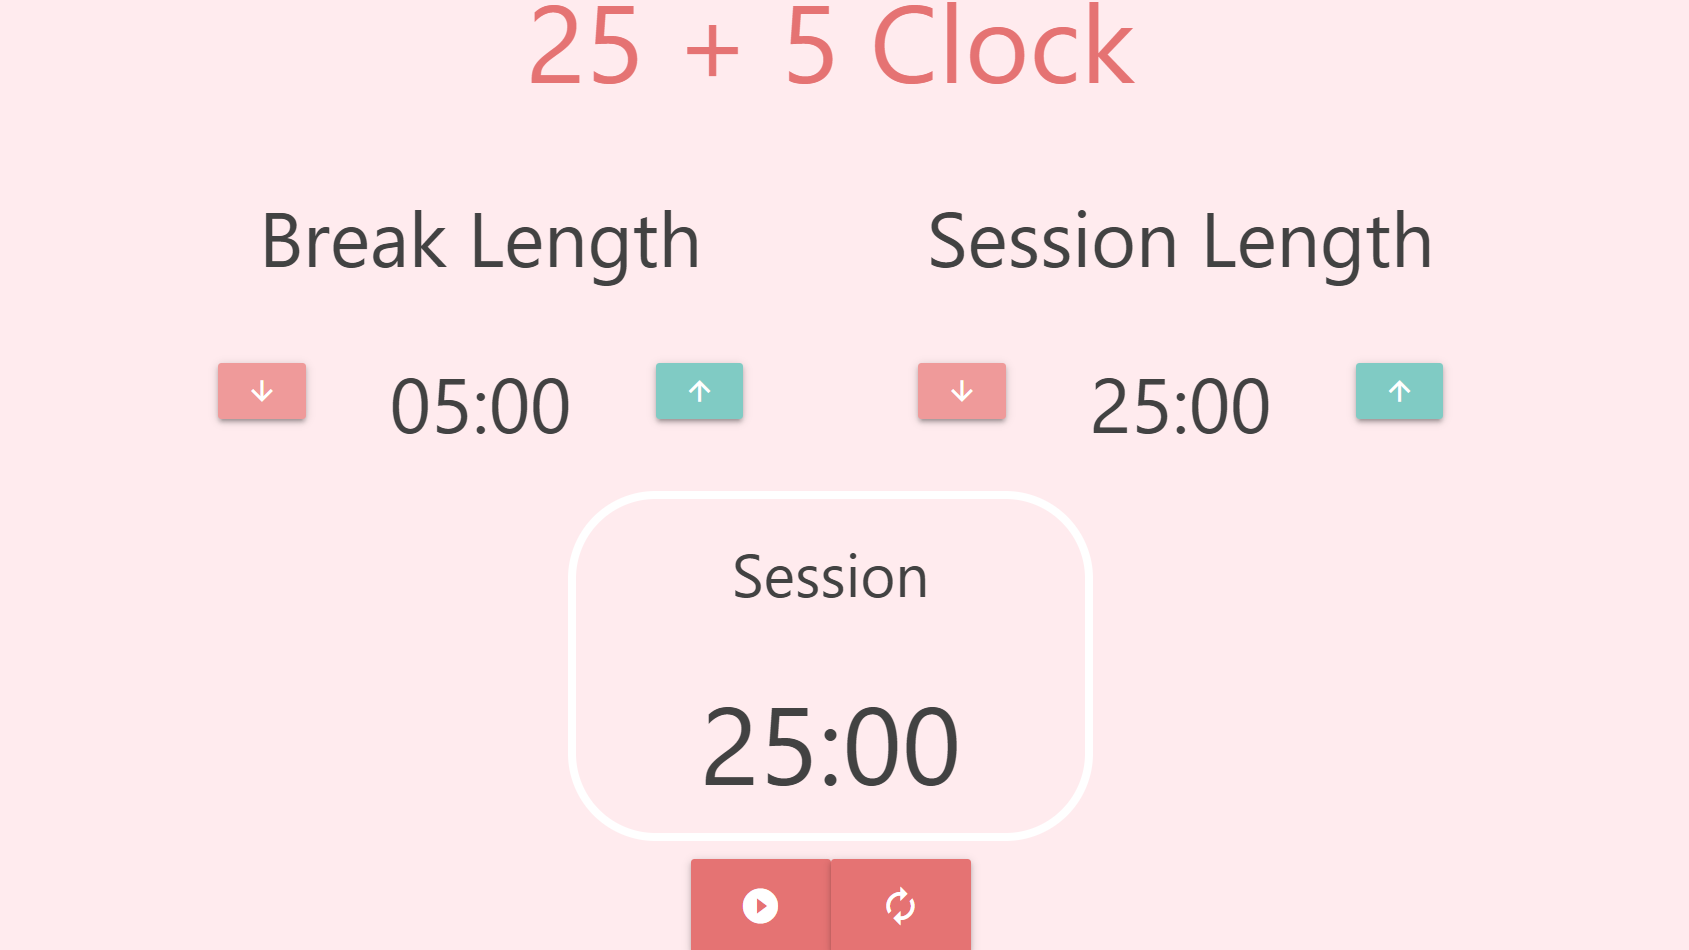 25 + 5 Clock
Break Length
Session Length
05:00
25:00
Session
25:00